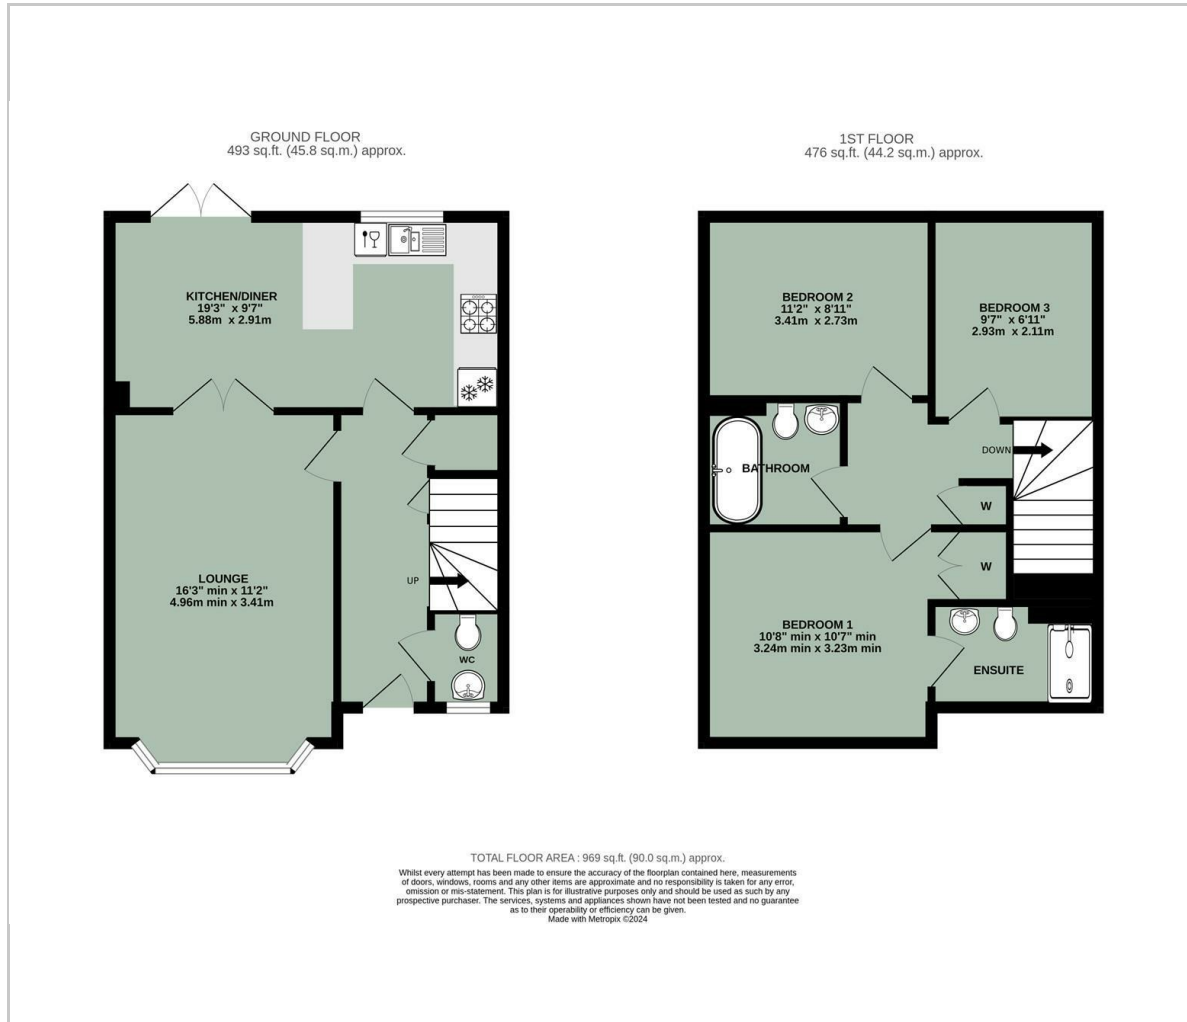 GROUND FLOOR
493 sq.ft. (45.8 sq.m.) approx.
KITCHEN/DINER
19'3" x 9'7"
5.88m x 2.91m
LOUNGE
16'3" min x 11'2"
4.96m min x 3.41m
UP
WC
1ST FLOOR
476 sq.ft. (44.2 sq.m.) approx.
BEDROOM 2
11'2" x 8'11"
3.41m x 2.73m
BEDROOM 3
9'7" x 6'11"
2.93m x 2.11m
DOWN
BATHROOM
W
W
BEDROOM 1
10'8" min x 10'7" min
3.24m min x 3.23m min
ENSUITE
TOTAL FLOOR AREA : 969 sq.ft. (90.0 sq.m.) approx.
Whilst every attempt has been made to ensure the accuracy of the floorplan contained here, measurements
of doors, windows, rooms and any other items are approximate and no responsibility is taken for any error,
omission or mis-statement. This plan is for illustrative purposes only and should be used as such by any
prospective purchaser. The services, systems and appliances shown have not been tested and no guarantee
as to their operability or efficiency can be given.
Made with Metropix ©2024